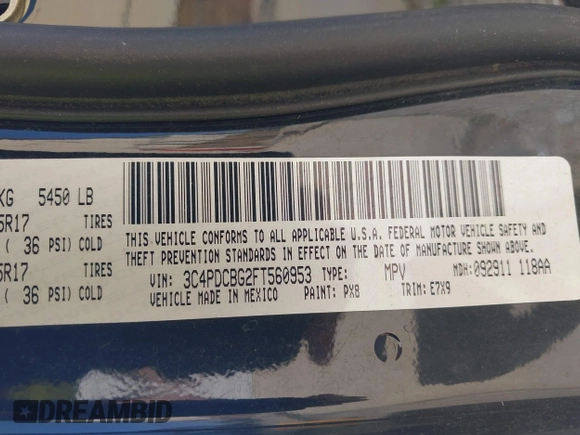 KG 5450 LB
5R17 TIRES
( 36 PSI) COLD
5R17 TIRES
( 36 PSI) COLD
THIS VEHICLE CONFORMS TO ALL APPLICABLE U.S.A. FEDERAL MOTOR VEHICLE SAFETY AND
THEFT PREVENTION STANDARDS IN EFFECT ON THE DATE OF MANUFACTURE SHOWN ABOVE.
VIN: 3C4PDCBG2FT560953 TYPE: MPV MDH: 092911 118AA
VEHICLE MADE IN MEXICO PAINT: PX8 TRIM: E7X9
DREAMBID